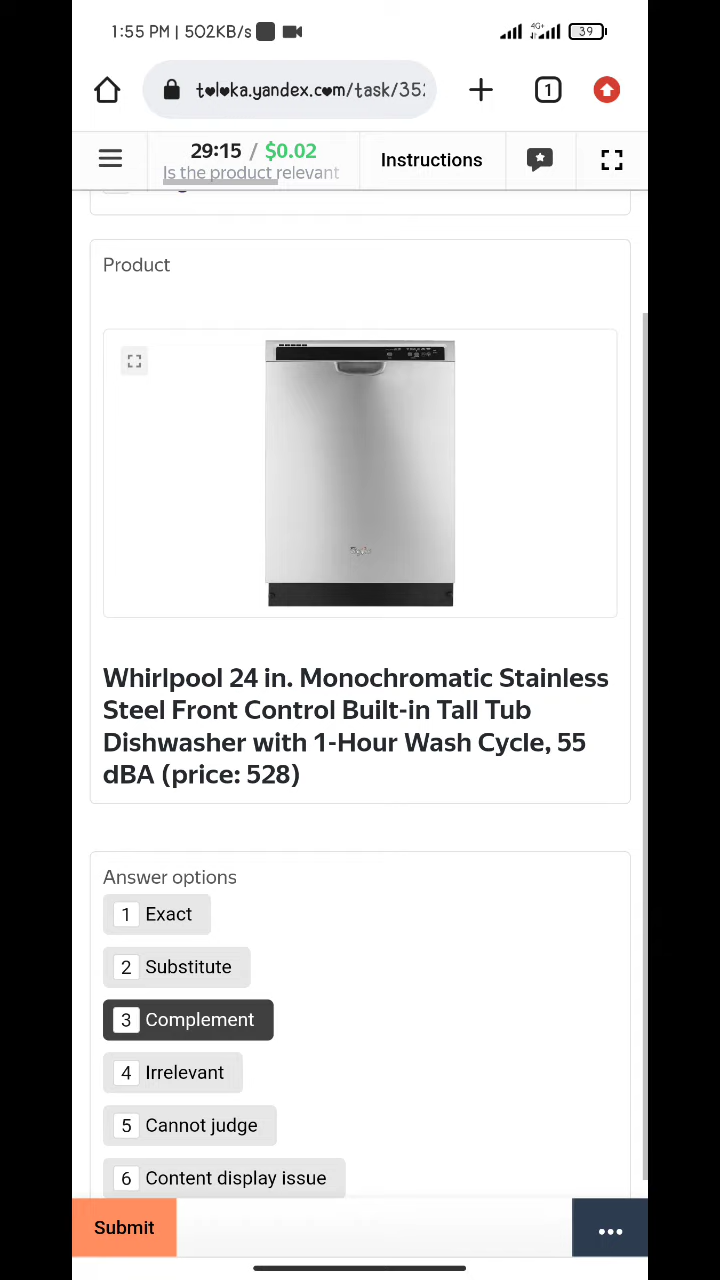 1:55 PM | 502KB/s 4G+ 39
t♥l♥ka.yandex.c♥m/task/35 1
29:15 / $0.02
Is the product relevant
Instructions
Product
Whirlpool 24 in. Monochromatic Stainless
Steel Front Control Built-in Tall Tub
Dishwasher with 1-Hour Wash Cycle, 55
dBA (price: 528)
Answer options
1 Exact
2 Substitute
3 Complement
4 Irrelevant
5 Cannot judge
6 Content display issue
Submit